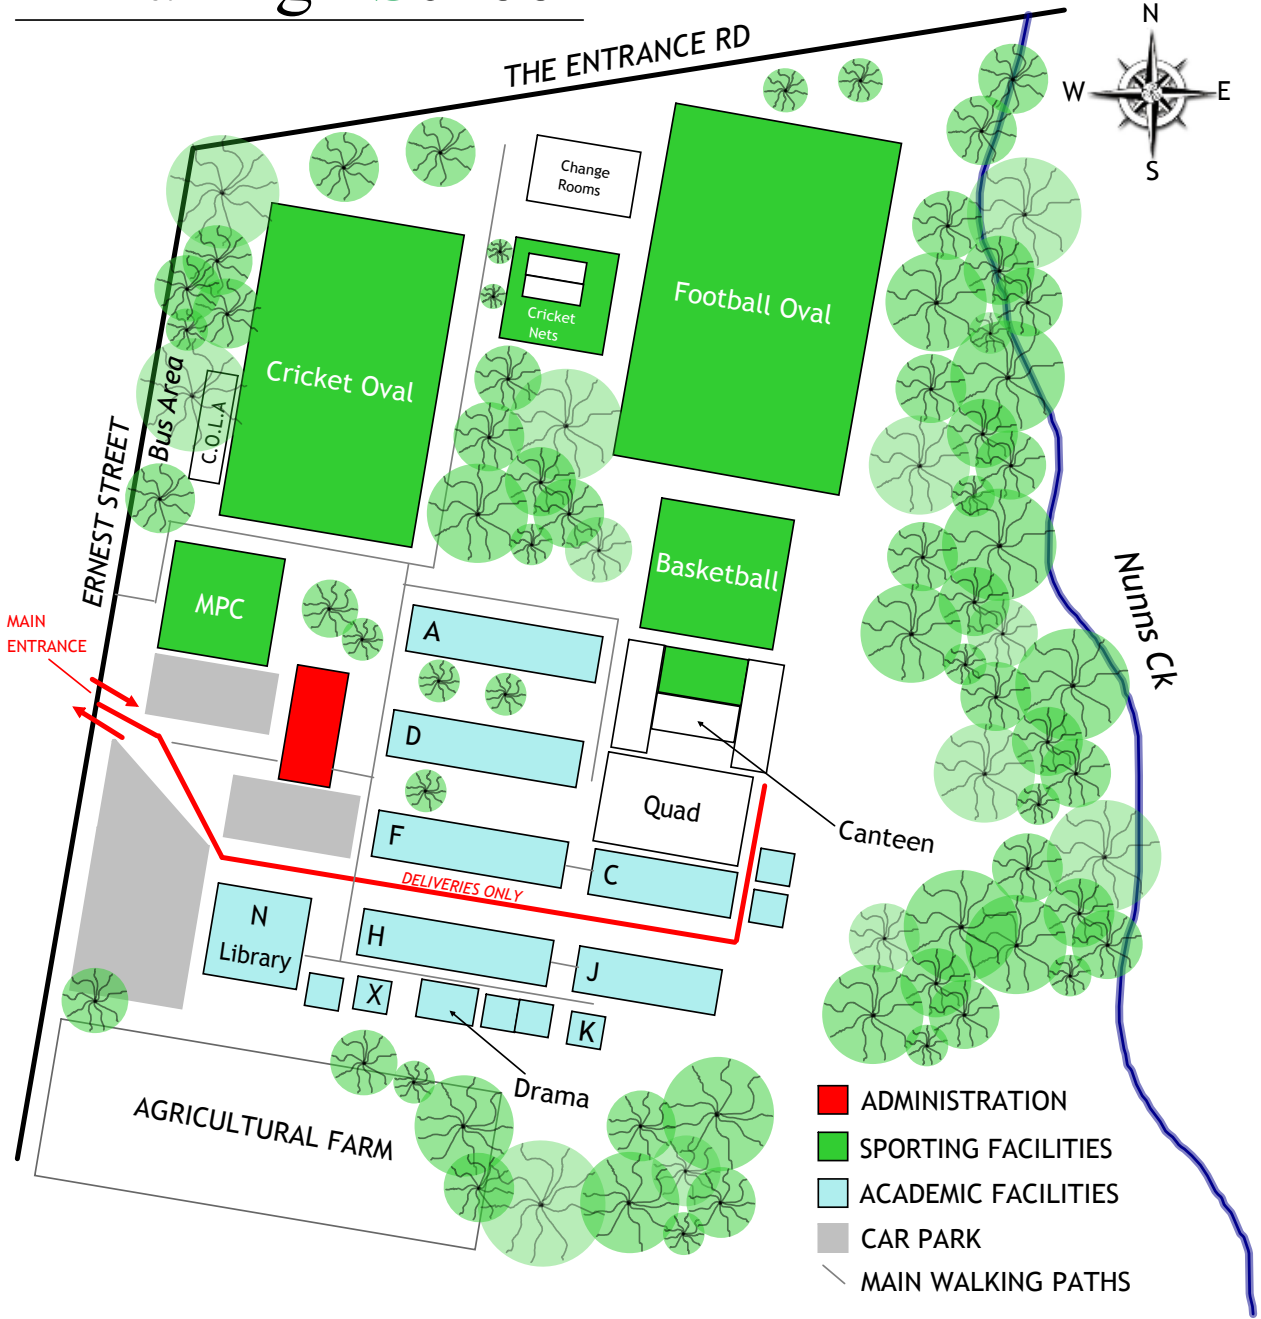 THE ENTRANCE RD
N
W
E
S
Change
Rooms
Football Oval
Cricket
Nets
Cricket Oval
Bus Area
C.O.L.A
ERNEST STREET
Basketball
Nunns Ck
MPC
MAIN
ENTRANCE
A
D
Quad
Canteen
F
C
DELIVERIES ONLY
N
Library
H
J
X
K
Drama
AGRICULTURAL FARM
ADMINISTRATION
SPORTING FACILITIES
ACADEMIC FACILITIES
CAR PARK
MAIN WALKING PATHS